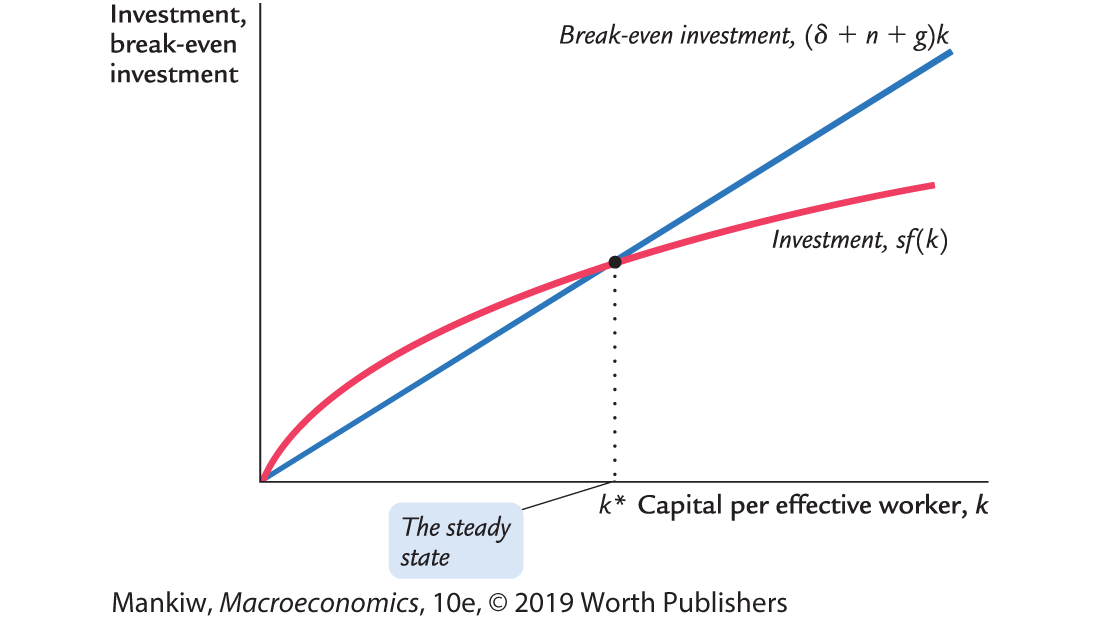 Investment,
break-even
investment
Break-even investment, (δ + n + g)k
Investment, sf(k)
k* Capital per effective worker, k
The steady
state
Mankiw, Macroeconomics, 10e, © 2019 Worth Publishers